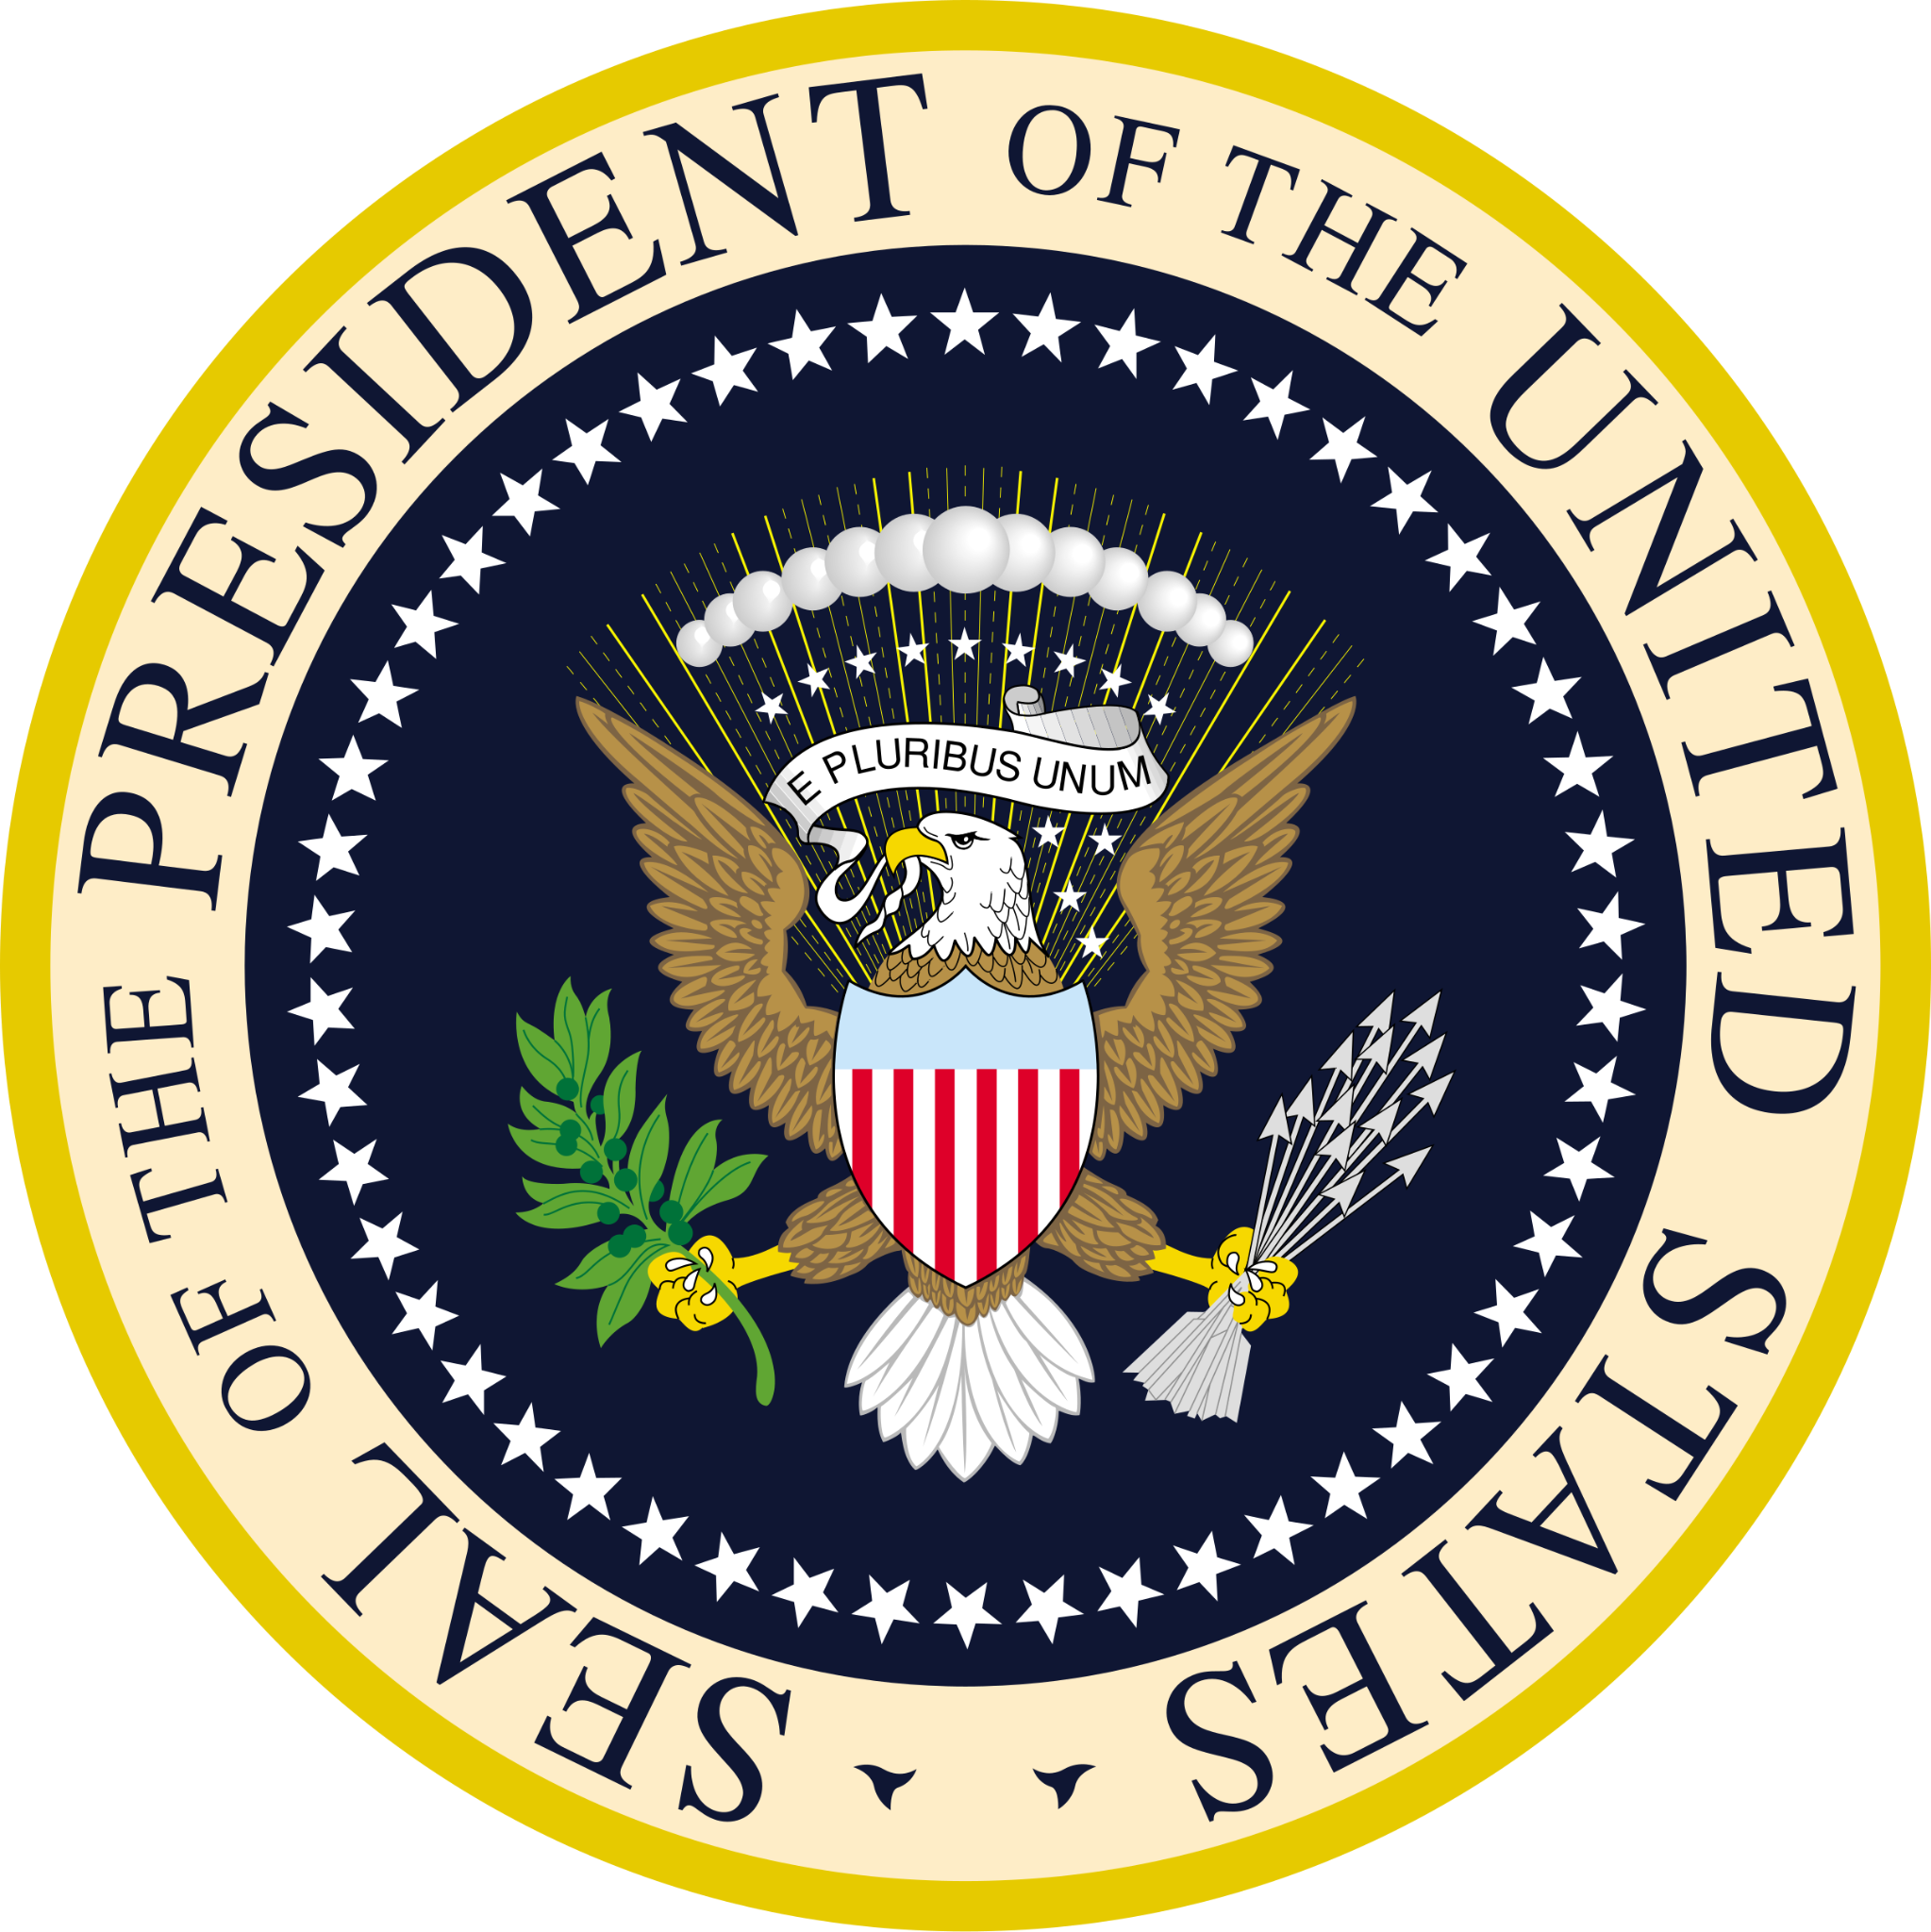 SEAL OF THE PRESIDENT OF THE UNITED STATES
E PLURIBUS UNUM